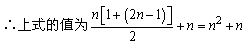 ∴上式的值为 n[1+(2n−1)]/2 + n = n² + n